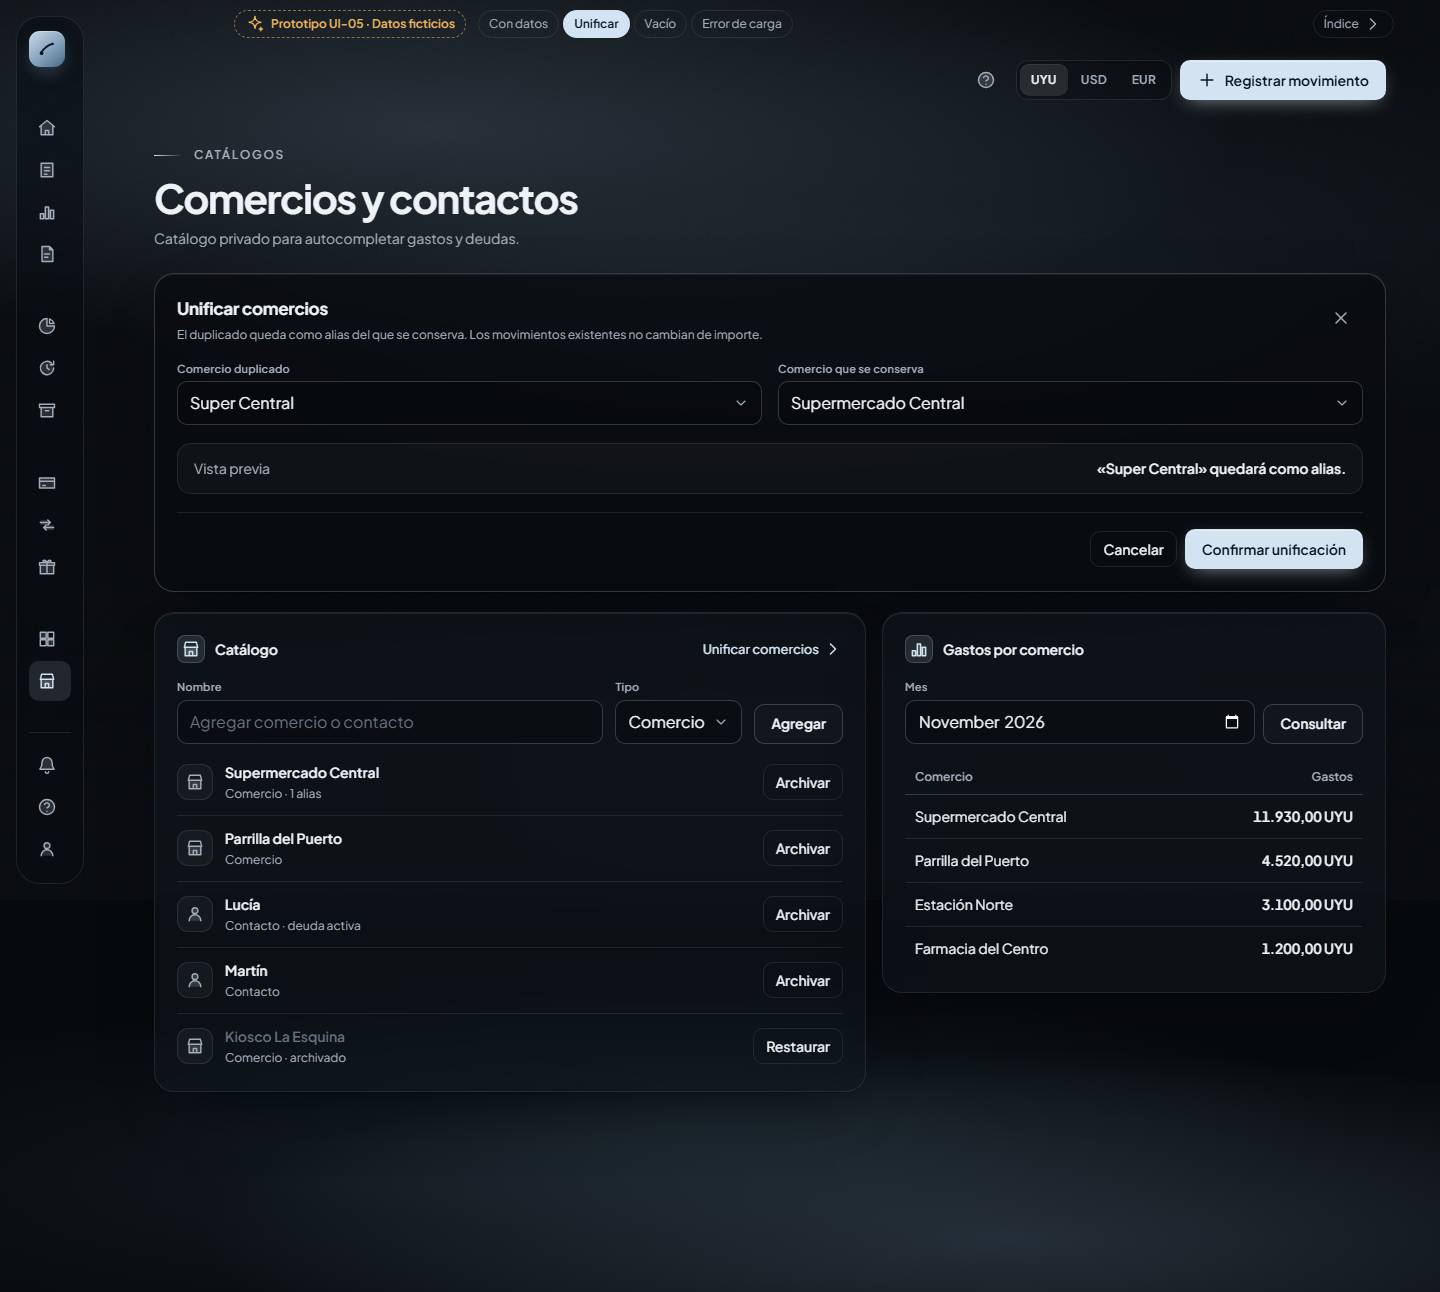 Prototipo UI-05 · Datos ficticios
Con datos
Unificar
Vacío
Error de carga
Índice
UYU
USD
EUR
Registrar movimiento
CATÁLOGOS
Comercios y contactos
Catálogo privado para autocompletar gastos y deudas.
Unificar comercios
El duplicado queda como alias del que se conserva. Los movimientos existentes no cambian de importe.
Comercio duplicado
Super Central
Comercio que se conserva
Supermercado Central
Vista previa
«Super Central» quedará como alias.
Cancelar
Confirmar unificación
Catálogo
Unificar comercios
Nombre
Agregar comercio o contacto
Tipo
Comercio
Agregar
Supermercado Central
Comercio · 1 alias
Archivar
Parrilla del Puerto
Comercio
Archivar
Lucía
Contacto · deuda activa
Archivar
Martín
Contacto
Archivar
Kiosco La Esquina
Comercio · archivado
Restaurar
Gastos por comercio
Mes
November 2026
Consultar
Comercio Gastos
Supermercado Central 11.930,00 UYU
Parrilla del Puerto 4.520,00 UYU
Estación Norte 3.100,00 UYU
Farmacia del Centro 1.200,00 UYU